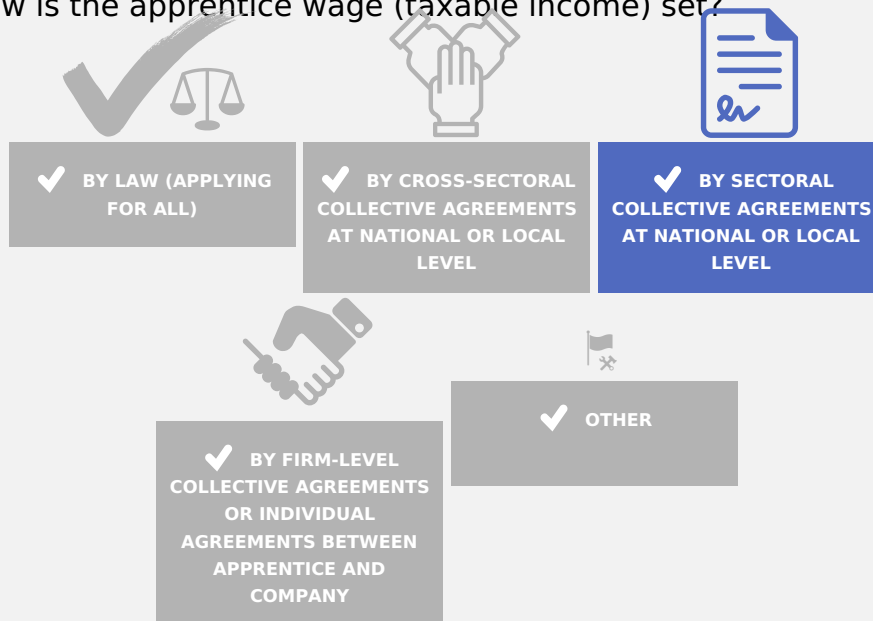 w is the apprentice wage (taxable income) set?
BY LAW (APPLYING
FOR ALL)
BY CROSS-SECTORAL
COLLECTIVE AGREEMENTS
AT NATIONAL OR LOCAL
LEVEL
BY SECTORAL
COLLECTIVE AGREEMENTS
AT NATIONAL OR LOCAL
LEVEL
BY FIRM-LEVEL
COLLECTIVE AGREEMENTS
OR INDIVIDUAL
AGREEMENTS BETWEEN
APPRENTICE AND
COMPANY
OTHER